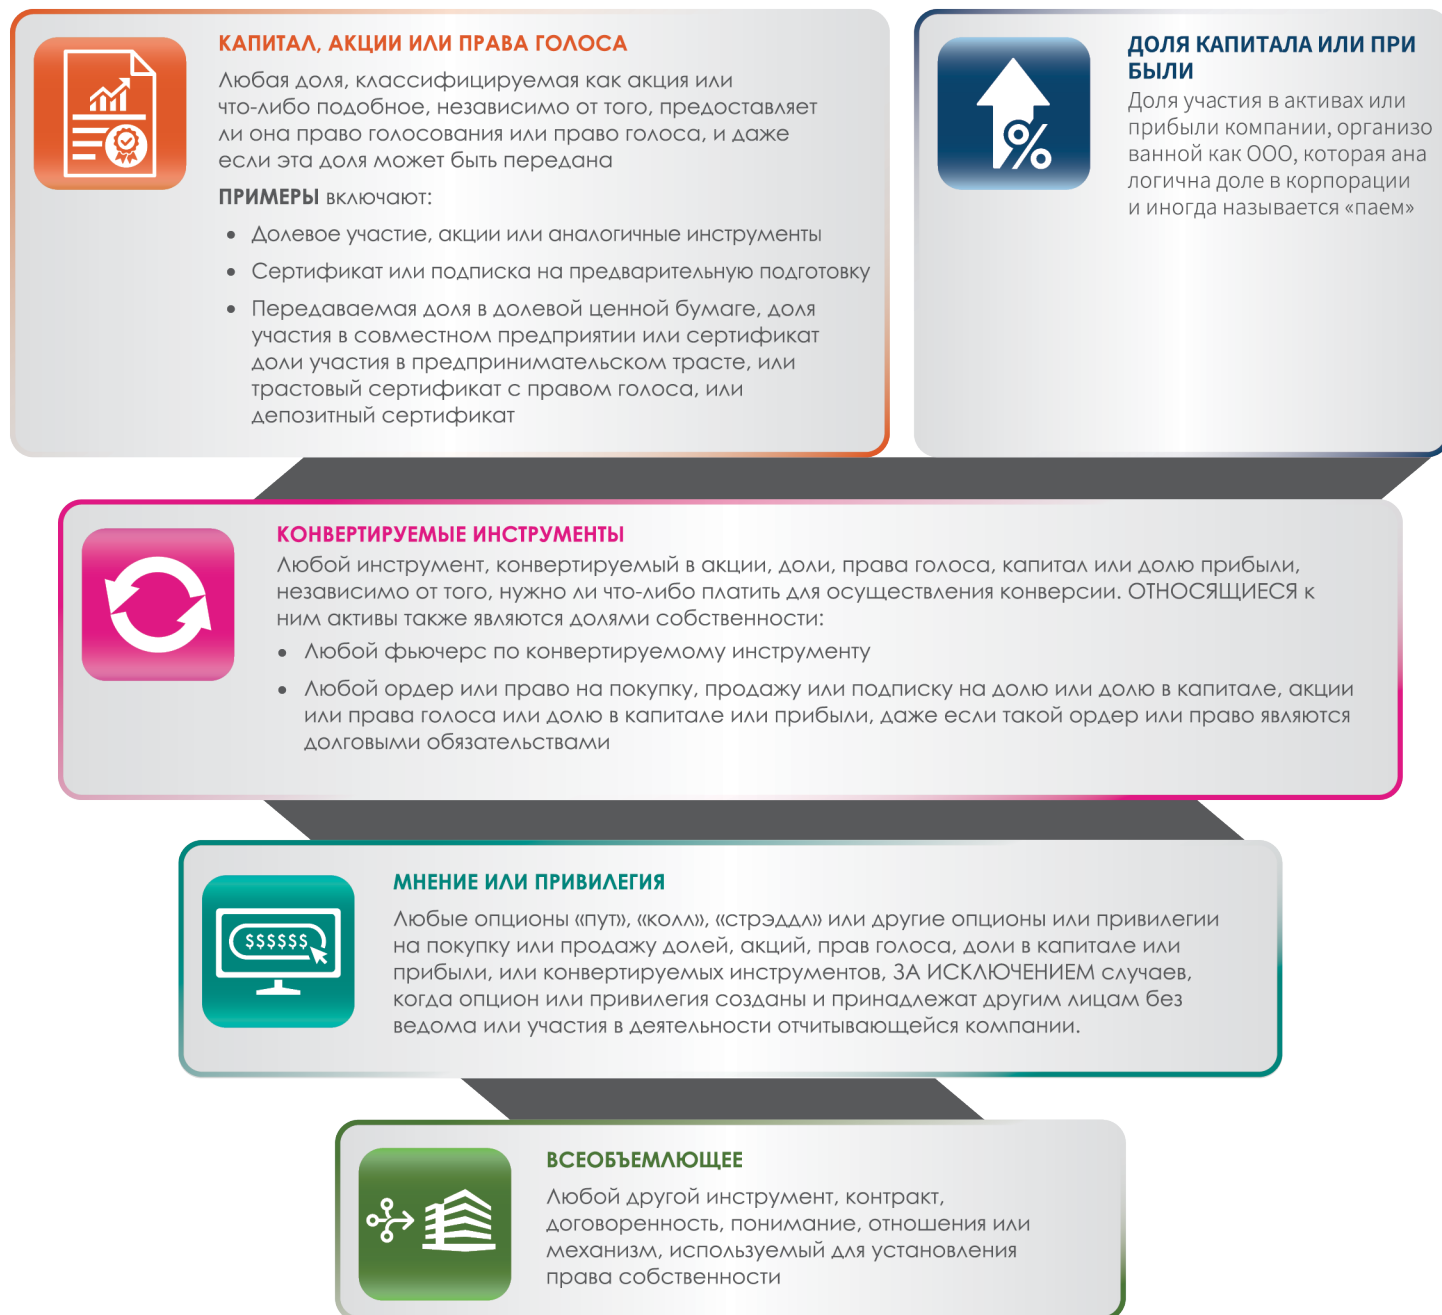 КАПИТАЛ, АКЦИИ ИЛИ ПРАВА ГОЛОСА
Любая доля, классифицируемая как акция или
что-либо подобное, независимо от того, предоставляет
ли она право голосования или право голоса, и даже
если эта доля может быть передана
ПРИМЕРЫ включают:
• Долевое участие, акции или аналогичные инструменты
• Сертификат или подписка на предварительную подготовку
• Передаваемая доля в долевой ценной бумаге, доля
участия в совместном предприятии или сертификат
доли участия в предпринимательском трасте, или
трастовый сертификат с правом голоса, или
депозитный сертификат
%
ДОЛЯ КАПИТАЛА ИЛИ ПРИ
БЫЛИ
Доля участия в активах или
прибыли компании, организо
ванной как ООО, которая ана
логична доле в корпорации
и иногда называется «паем»
КОНВЕРТИРУЕМЫЕ ИНСТРУМЕНТЫ
Любой инструмент, конвертируемый в акции, доли, права голоса, капитал или долю прибыли,
независимо от того, нужно ли что-либо платить для осуществления конверсии. ОТНОСЯЩИЕСЯ к
ним активы также являются долями собственности:
• Любой фьючерс по конвертируемому инструменту
• Любой ордер или право на покупку, продажу или подписку на долю или долю в капитале, акции
или права голоса или долю в капитале или прибыли, даже если такой ордер или право являются
долговыми обязательствами
$$$$$$
МНЕНИЕ ИЛИ ПРИВИЛЕГИЯ
Любые опционы «пут», «колл», «стрэддл» или другие опционы или привилегии
на покупку или продажу долей, акций, прав голоса, доли в капитале или
прибыли, или конвертируемых инструментов, ЗА ИСКЛЮЧЕНИЕМ случаев,
когда опцион или привилегия созданы и принадлежат другим лицам без
ведома или участия в деятельности отчитывающейся компании.
ВСЕОБЪЕМЛЮЩЕЕ
Любой другой инструмент, контракт,
договоренность, понимание, отношения или
механизм, используемый для установления
права собственности